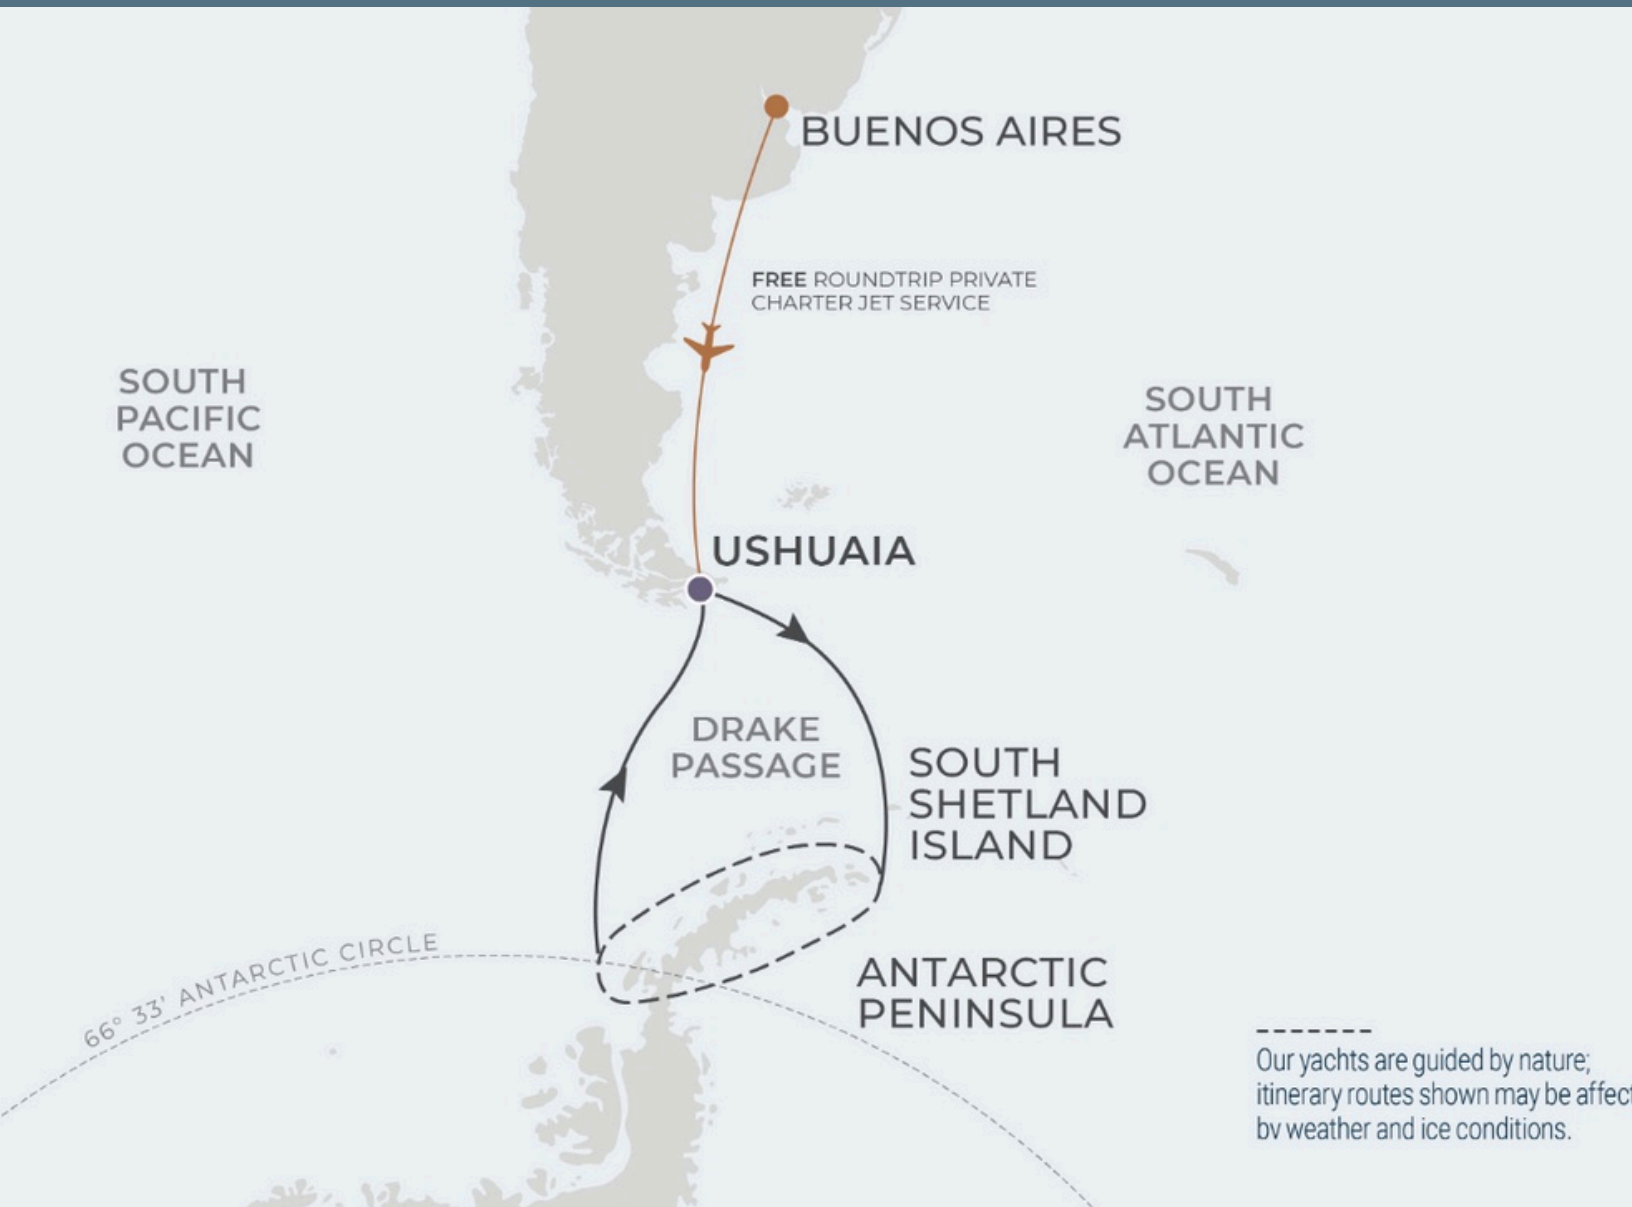 BUENOS AIRES
FREE ROUNDTRIP PRIVATE
CHARTER JET SERVICE
SOUTH
PACIFIC
OCEAN
SOUTH
ATLANTIC
OCEAN
USHUAIA
DRAKE
PASSAGE
SOUTH
SHETLAND
ISLAND
66° 33' ANTARCTIC CIRCLE
ANTARCTIC
PENINSULA
Our yachts are guided by nature;
itinerary routes shown may be affect
by weather and ice conditions.